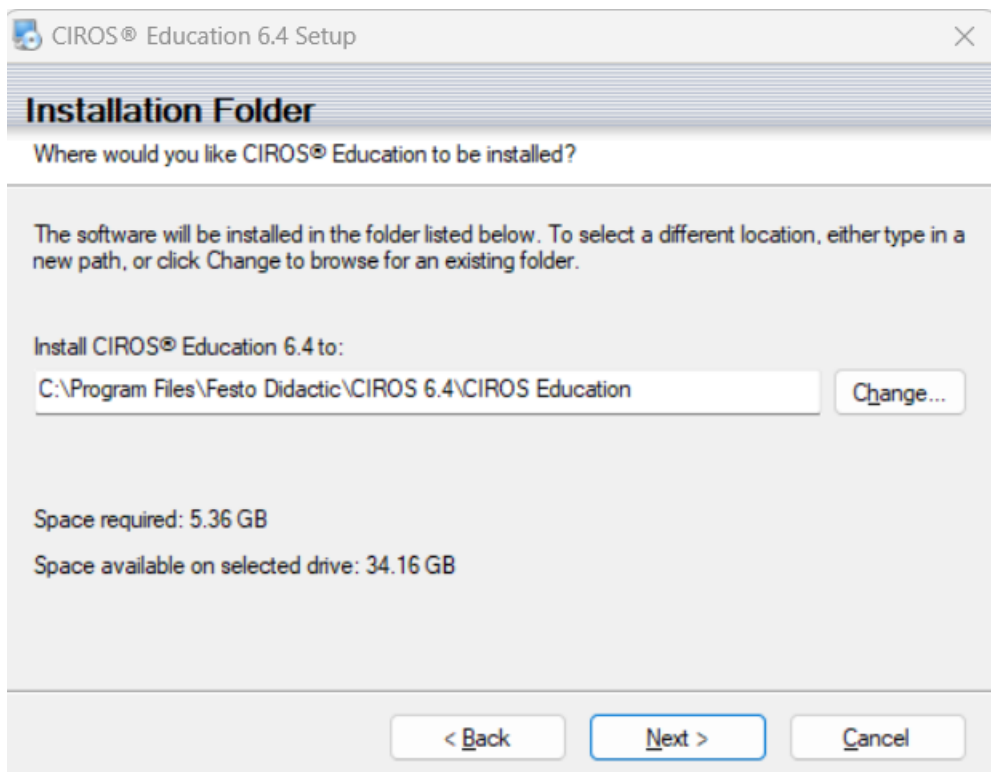 CIROS® Education 6.4 Setup
Installation Folder
Where would you like CIROS® Education to be installed?
The software will be installed in the folder listed below. To select a different location, either type in a
new path, or click Change to browse for an existing folder.
Install CIROS® Education 6.4 to:
C:\Program Files\Festo Didactic\CIROS 6.4\CIROS Education
Change...
Space required: 5.36 GB
Space available on selected drive: 34.16 GB
< Back
Next >
Cancel